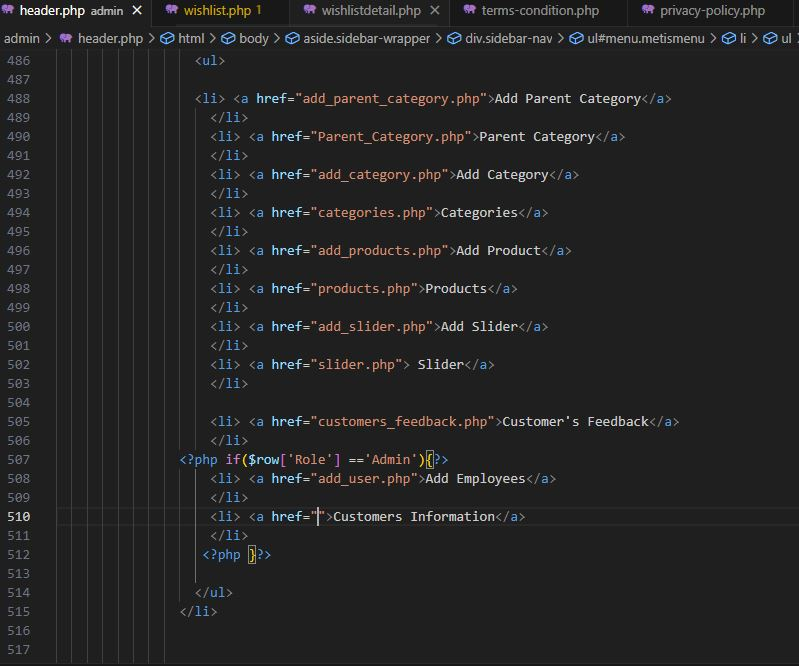 header.php admin × wishlist.php 1 wishlistdetail.php × terms-condition.php privacy-policy.php
admin > header.php > html > body > aside.sidebar-wrapper > div.sidebar-nav > ul#menu.metismenu > li > ul
486 <ul>
487
488 <li> <a href="add_parent_category.php">Add Parent Category</a>
489 </li>
490 <li> <a href="Parent_Category.php">Parent Category</a>
491 </li>
492 <li> <a href="add_category.php">Add Category</a>
493 </li>
494 <li> <a href="categories.php">Categories</a>
495 </li>
496 <li> <a href="add_products.php">Add Product</a>
497 </li>
498 <li> <a href="products.php">Products</a>
499 </li>
500 <li> <a href="add_slider.php">Add Slider</a>
501 </li>
502 <li> <a href="slider.php"> Slider</a>
503 </li>
504
505 <li> <a href="customers_feedback.php">Customer's Feedback</a>
506 </li>
507 <?php if($row['Role'] =='Admin'){?>
508 <li> <a href="add_user.php">Add Employees</a>
509 </li>
510 <li> <a href="">Customers Information</a>
511 </li>
512 <?php }?>
513
514 </ul>
515 </li>
516
517